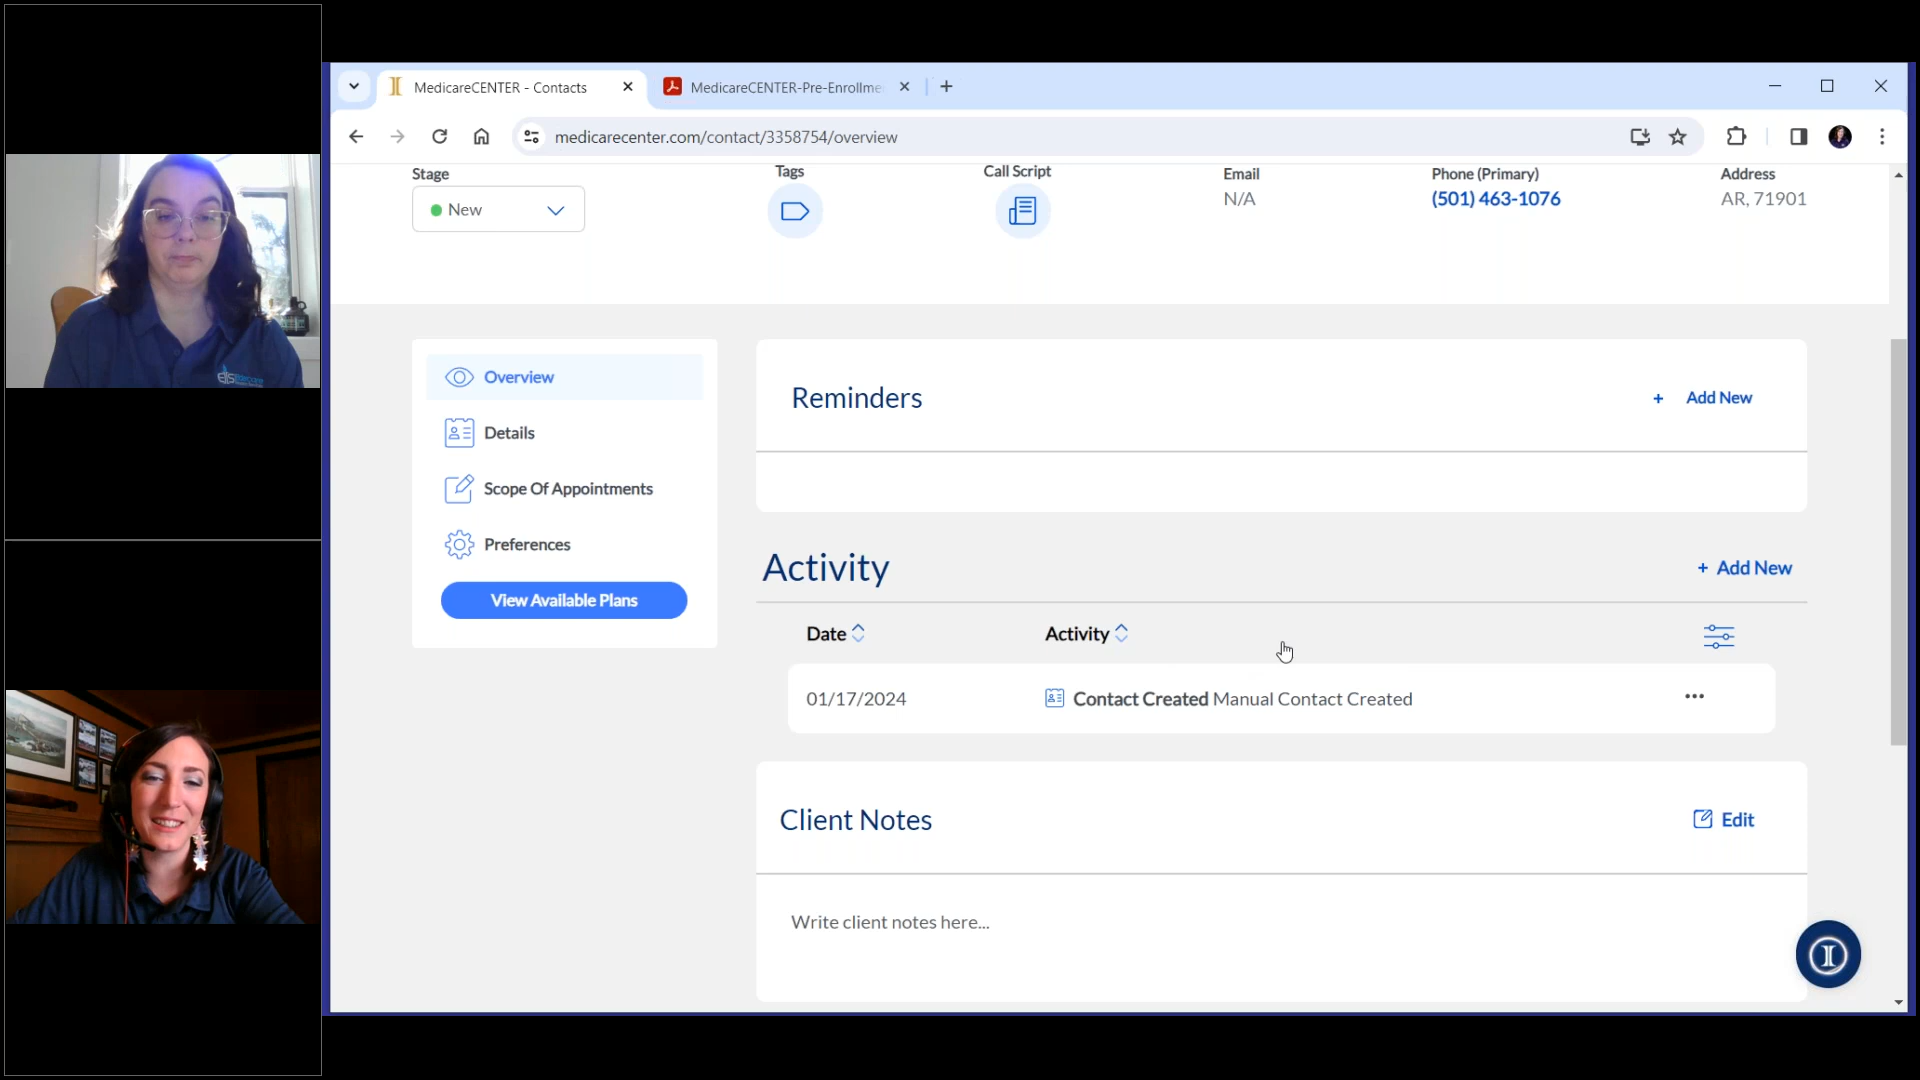 MedicareCENTER - Contacts
MedicareCENTER-Pre-Enrollme
medicarecenter.com/contact/3358754/overview
Stage
New
Tags
Call Script
Email
N/A
Phone (Primary)
(501) 463-1076
Address
AR, 71901
Overview
Details
Scope Of Appointments
Preferences
View Available Plans
Reminders
+ Add New
Activity
+ Add New
Date
Activity
01/17/2024
Contact Created Manual Contact Created
...
Client Notes
Edit
Write client notes here...